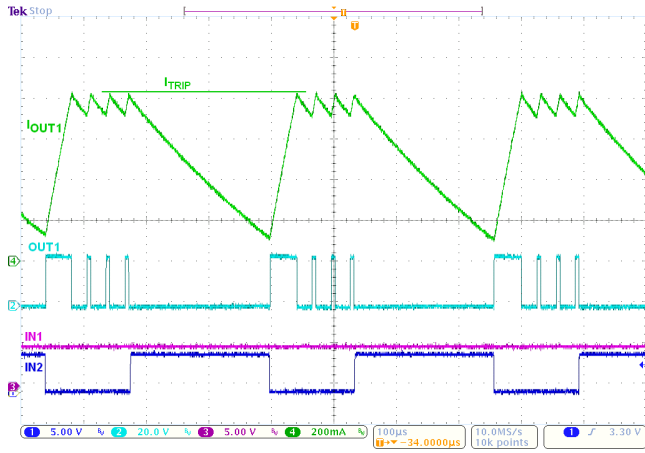 Tek Stop
T
T
ITRIP
IOUT1
OUT1
4
2
IN1
IN2
3
1 5.00 V 2 20.0 V 3 5.00 V 4 200mA 100µs 10.0MS/s 1 3.30 V
T→▼ −34.0000µs 10k points